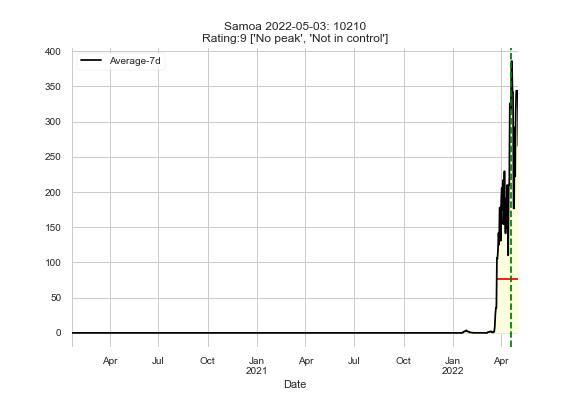 Samoa 2022-05-03: 10210
Rating:9 ['No peak', 'Not in control']
Average-7d
400
350
300
250
200
150
100
50
0
Apr Jul Oct Jan Apr Jul Oct Jan Apr
2021 2022
Date